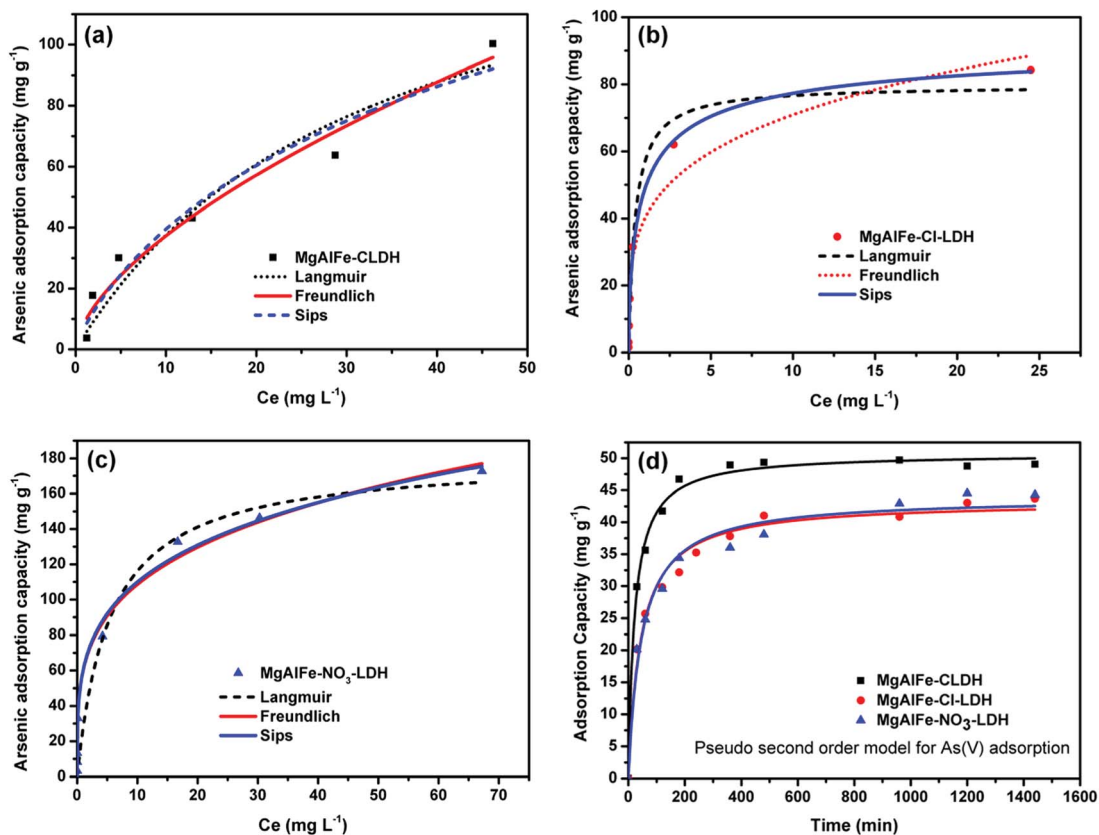 (a)
Arsenic adsorption capacity (mg g-1)
100
80
60
40
20
0
MgAlFe-CLDH
Langmuir
Freundlich
Sips
0 10 20 30 40 50
Ce (mg L-1)
(b)
Arsenic adsorption capacity (mg g-1)
100
80
60
40
20
0
MgAlFe-Cl-LDH
Langmuir
Freundlich
Sips
0 5 10 15 20 25
Ce (mg L-1)
(c)
Arsenic adsorption capacity (mg g-1)
180
160
140
120
100
80
60
40
20
0
MgAlFe-NO3-LDH
Langmuir
Freundlich
Sips
0 10 20 30 40 50 60 70
Ce (mg L-1)
(d)
Adsorption Capacity (mg g-1)
50
45
40
35
30
25
20
15
10
5
0
MgAlFe-CLDH
MgAlFe-Cl-LDH
MgAlFe-NO3-LDH
Pseudo second order model for As(V) adsorption
0 200 400 600 800 1000 1200 1400 1600
Time (min)